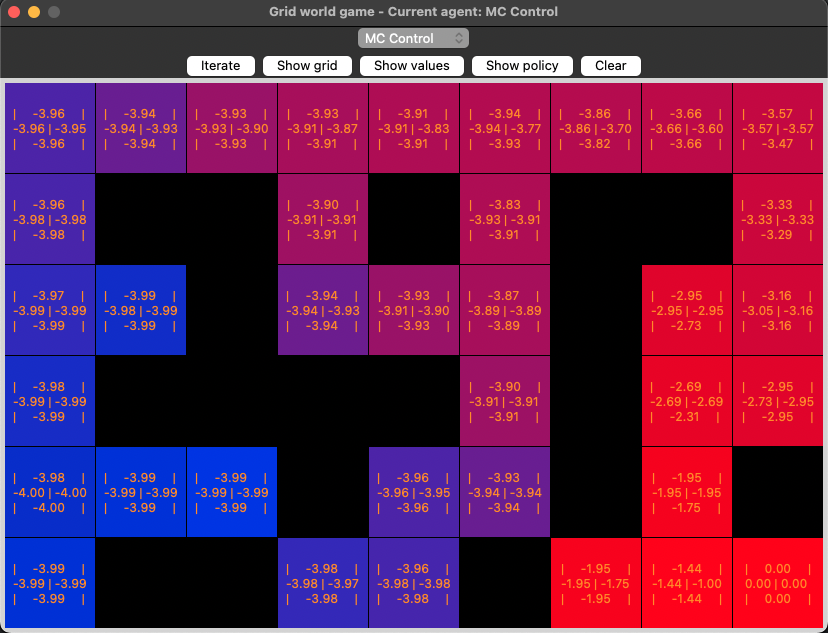 Grid world game - Current agent: MC Control
MC Control
Iterate Show grid Show values Show policy Clear
| -3.96 | | -3.94 | | -3.93 | | -3.93 | | -3.91 | | -3.94 | | -3.86 | | -3.66 | | -3.57 |
-3.96 | -3.95 -3.94 | -3.93 -3.93 | -3.90 -3.91 | -3.87 -3.91 | -3.83 -3.94 | -3.77 -3.86 | -3.70 -3.66 | -3.60 -3.57 | -3.57
| -3.96 | | -3.94 | | -3.93 | | -3.91 | | -3.91 | | -3.93 | | -3.82 | | -3.66 | | -3.47 |
| -3.96 | | -3.90 | | -3.83 | | -3.33 |
-3.98 | -3.98 -3.91 | -3.91 -3.93 | -3.91 -3.33 | -3.33
| -3.98 | | -3.91 | | -3.91 | | -3.29 |
| -3.97 | | -3.99 | | -3.94 | | -3.93 | | -3.87 | | -2.95 | | -3.16 |
-3.99 | -3.99 -3.98 | -3.99 -3.94 | -3.93 -3.91 | -3.90 -3.89 | -3.89 -2.95 | -2.95 -3.05 | -3.16
| -3.99 | | -3.99 | | -3.94 | | -3.93 | | -3.89 | | -2.73 | | -3.16 |
| -3.98 | | -3.90 | | -2.69 | | -2.95 |
-3.99 | -3.99 -3.91 | -3.91 -2.69 | -2.69 -2.73 | -2.95
| -3.99 | | -3.91 | | -2.31 | | -2.95 |
| -3.98 | | -3.99 | | -3.99 | | -3.96 | | -3.93 | | -1.95 |
-4.00 | -4.00 -3.99 | -3.99 -3.99 | -3.99 -3.96 | -3.95 -3.94 | -3.94 -1.95 | -1.95
| -4.00 | | -3.99 | | -3.99 | | -3.96 | | -3.94 | | -1.75 |
| -3.99 | | -3.98 | | -3.96 | | -1.95 | | -1.44 | | 0.00 |
-3.99 | -3.99 -3.98 | -3.97 -3.98 | -3.98 -1.95 | -1.75 -1.44 | -1.00 0.00 | 0.00
| -3.99 | | -3.98 | | -3.98 | | -1.95 | | -1.44 | | 0.00 |